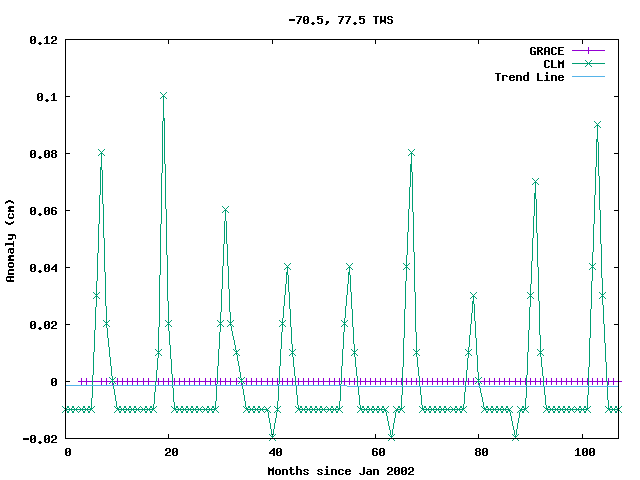 -70.5, 77.5 TWS
0.12
0.1
0.08
0.06
0.04
0.02
0
-0.02
Anomaly (cm)
GRACE
CLM
Trend Line
0 20 40 60 80 100
Months since Jan 2002